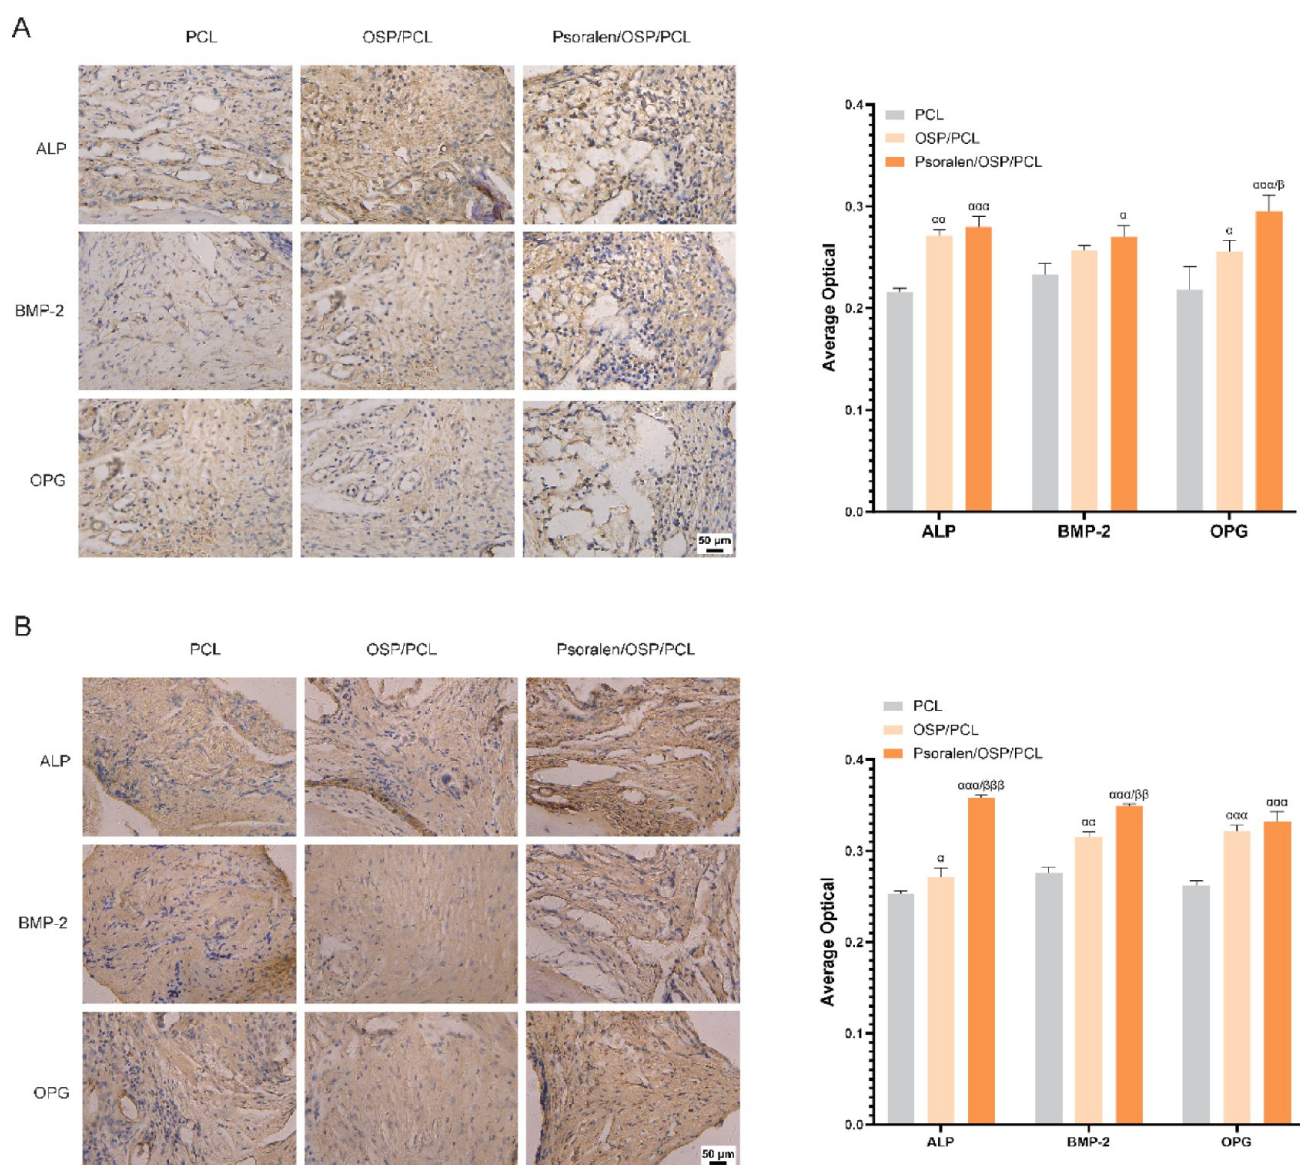 A
PCL OSP/PCL Psoralen/OSP/PCL
ALP
BMP-2
OPG
50 µm
0.4
0.3
0.2
0.1
0.0
Average Optical
PCL
OSP/PCL
Psoralen/OSP/PCL
αα ααα
α
α ααα/β
ALP BMP-2 OPG
B
PCL OSP/PCL Psoralen/OSP/PCL
ALP
BMP-2
OPG
50 µm
PCL
OSP/PCL
Psoralen/OSP/PCL
0.4
0.3
0.2
0.1
0.0
Average Optical
α ααα/βββ
αα ααα/ββ
ααα ααα
ALP BMP-2 OPG